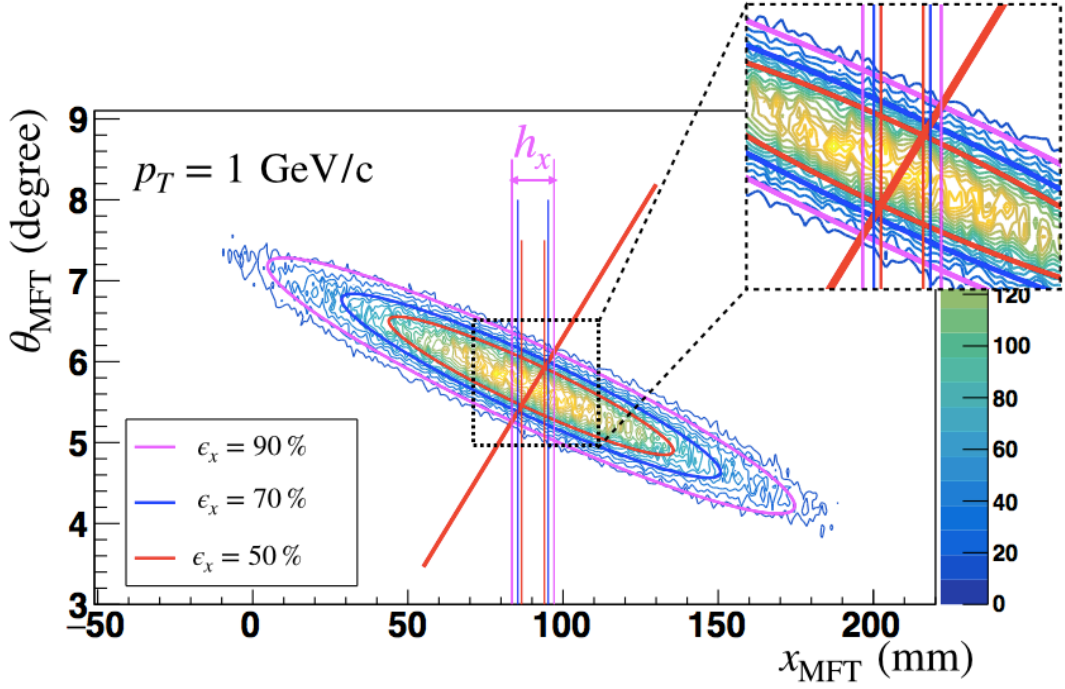 9
8
7
6
5
4
3
θ_MFT (degree)
p_T = 1 GeV/c
h_x
ϵ_x = 90 %
ϵ_x = 70 %
ϵ_x = 50 %
120
100
80
60
40
20
0
−50 0 50 100 150 200
x_MFT (mm)